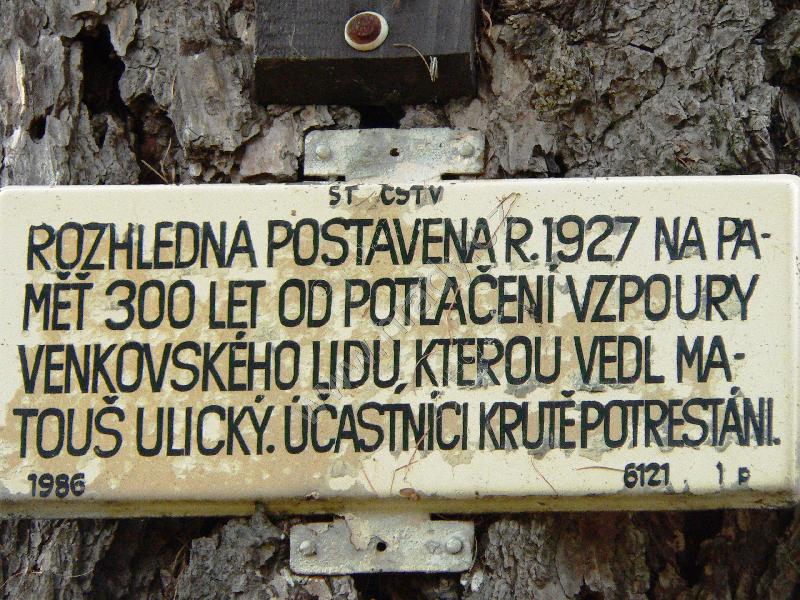 ST ČSTV
ROZHLEDNA POSTAVENA R. 1927 NA PA-
MĚŤ 300 LET OD POTLAČENÍ VZPOURY
VENKOVSKÉHO LIDU, KTEROU VEDL MA-
TOUŠ ULICKÝ. ÚČASTNÍCI KRUTĚ POTRESTÁNI.
1986 6121 1 p